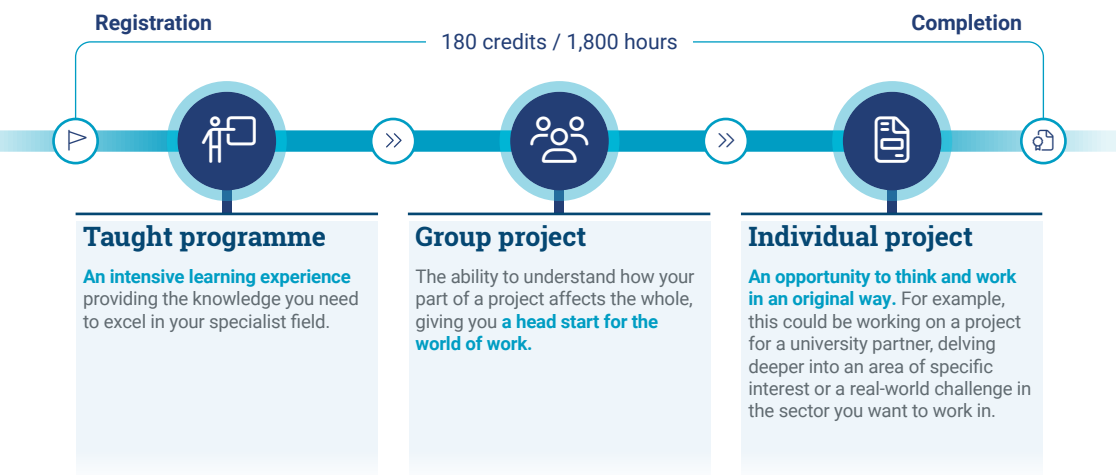 Registration
Completion
180 credits / 1,800 hours
Taught programme
An intensive learning experience
providing the knowledge you need
to excel in your specialist field.
Group project
The ability to understand how your
part of a project affects the whole,
giving you a head start for the
world of work.
Individual project
An opportunity to think and work
in an original way. For example,
this could be working on a project
for a university partner, delving
deeper into an area of specific
interest or a real-world challenge in
the sector you want to work in.